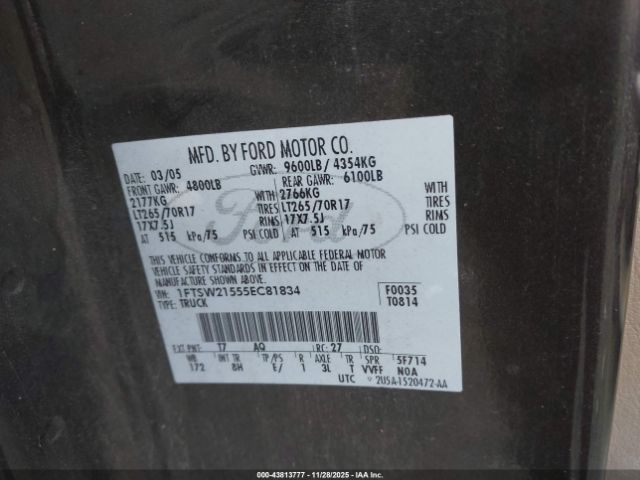 MFD. BY FORD MOTOR CO.
DATE: 03/05 GVWR: 9600LB/ 4354KG
FRONT GAWR: 4800LB REAR GAWR: 6100LB
2177KG WITH 2766KG WITH
LT265/70R17 TIRES LT265/70R17 TIRES
17X7.5J RIMS 17X7.5J RIMS
AT 515 kPa/75 PSI COLD AT 515 kPa/75 PSI COLD
THIS VEHICLE CONFORMS TO ALL APPLICABLE FEDERAL MOTOR
VEHICLE SAFETY STANDARDS IN EFFECT ON THE DATE OF
MANUFACTURE SHOWN ABOVE.
VIN: 1FTSW21555EC81834 F0035
TYPE: TRUCK T0814
EXT PNT: T7 AQ RC: 27 DSO:
WB INT TR TP/PS R AXLE TR SPR 5F714
172 8H E/ 1 3L T VVFF NOA
UTC 2U5A-1520472-AA
Ford
000-43813777 - 11/28/2025 - IAA Inc.